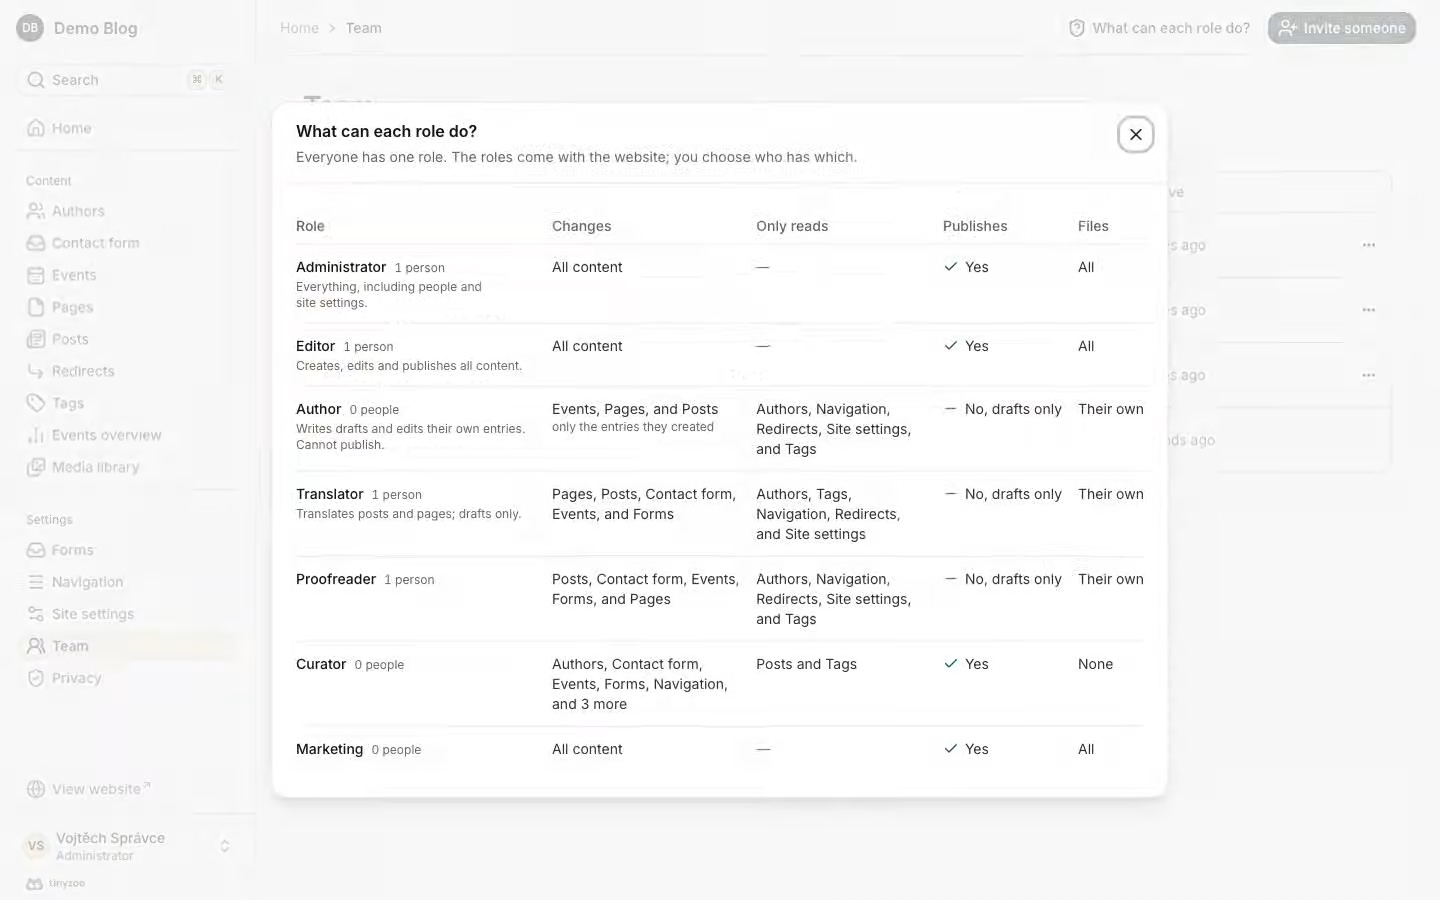 DB Demo Blog
Home > Team
What can each role do?
Invite someone
Search ⌘ K
Home
Content
Authors
Contact form
Events
Pages
Posts
Redirects
Tags
Events overview
Media library
Settings
Forms
Navigation
Site settings
Team
Privacy
View website
VS Vojtěch Správce
Administrator
tinyzoo
Team
What can each role do?
Everyone has one role. The roles come with the website; you choose who has which.
Role Changes Only reads Publishes Files
Administrator 1 person All content — Yes All
Everything, including people and
site settings.
Editor 1 person All content — Yes All
Creates, edits and publishes all content.
Author 0 people Events, Pages, and Posts Authors, Navigation, — No, drafts only Their own
Writes drafts and edits their own entries. only the entries they created Redirects, Site settings,
Cannot publish. and Tags
Translator 1 person Pages, Posts, Contact form, Authors, Tags, — No, drafts only Their own
Translates posts and pages; drafts only. Events, and Forms Navigation, Redirects,
and Site settings
Proofreader 1 person Posts, Contact form, Events, Authors, Navigation, — No, drafts only Their own
Forms, and Pages Redirects, Site settings,
and Tags
Curator 0 people Authors, Contact form, Posts and Tags Yes None
Events, Forms, Navigation,
and 3 more
Marketing 0 people All content — Yes All
ve
s ago
s ago
s ago
ds ago